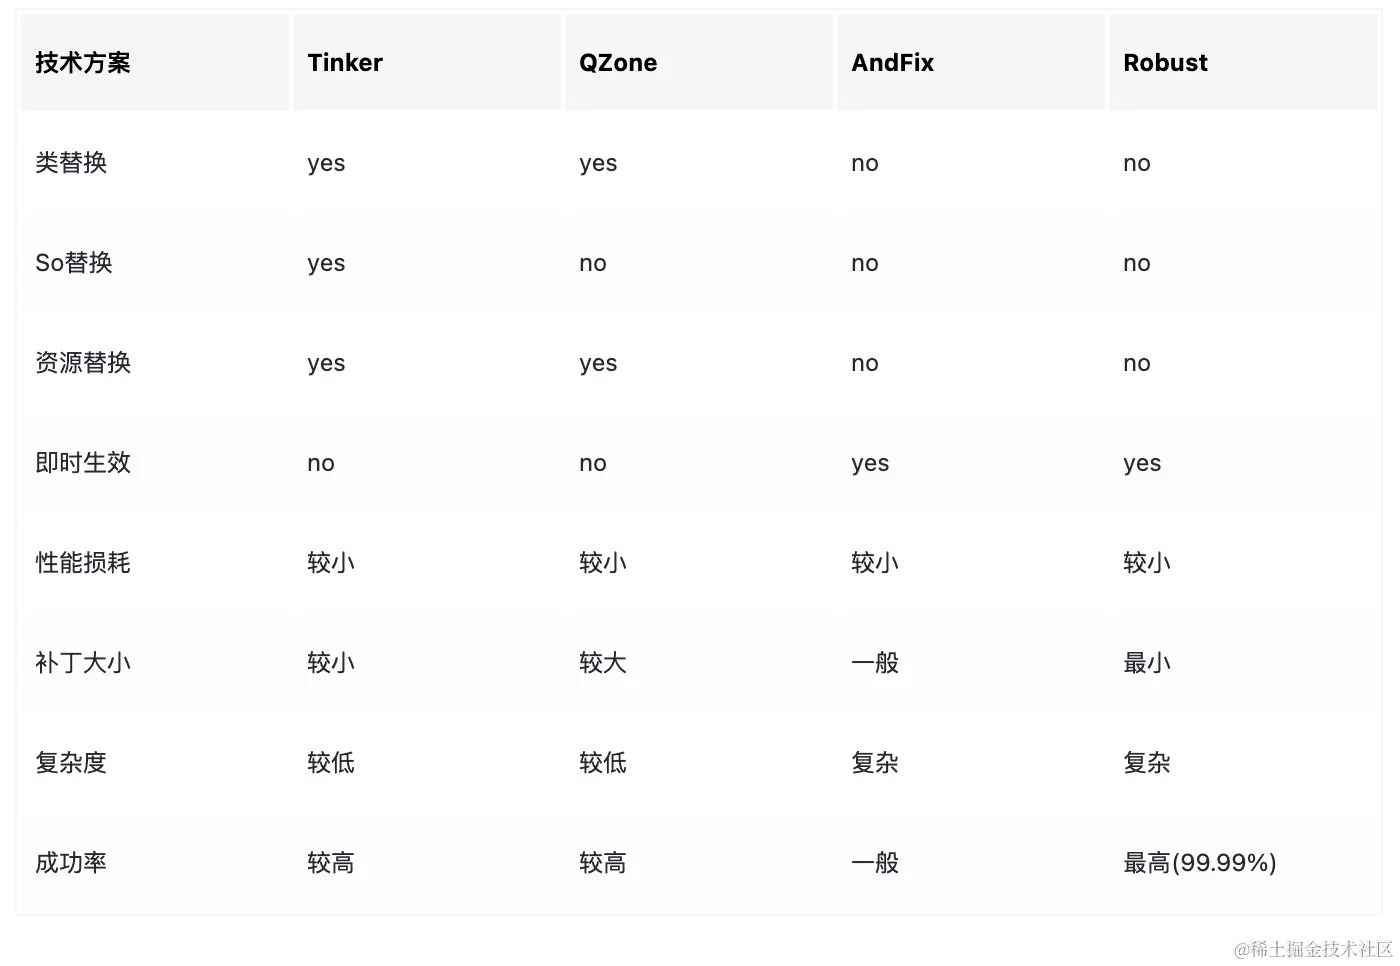 技术方案 Tinker QZone AndFix Robust
类替换 yes yes no no
So替换 yes no no no
资源替换 yes yes no no
即时生效 no no yes yes
性能损耗 较小 较小 较小 较小
补丁大小 较小 较大 一般 最小
复杂度 较低 较低 复杂 复杂
成功率 较高 较高 一般 最高(99.99%)
@稀土掘金技术社区